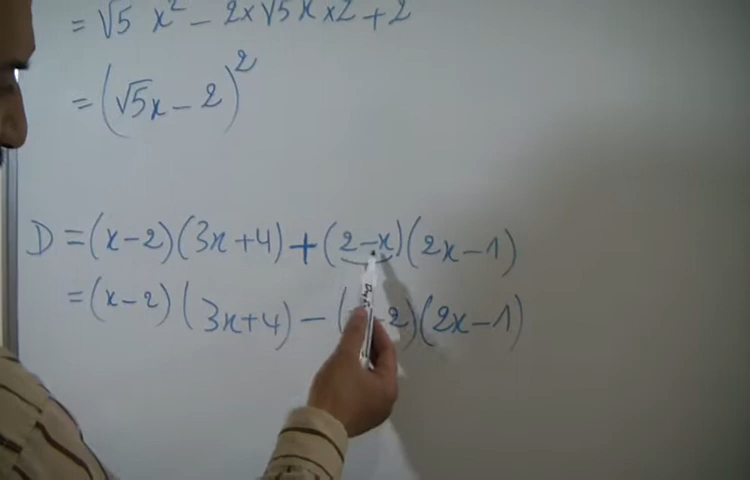 = √5 x² - 2x√5x x2 + 2
= (√5x - 2)²
D = (x-2)(3x+4) + (2-x)(2x-1)
= (x-2)(3x+4) - ( -2)(2x-1)